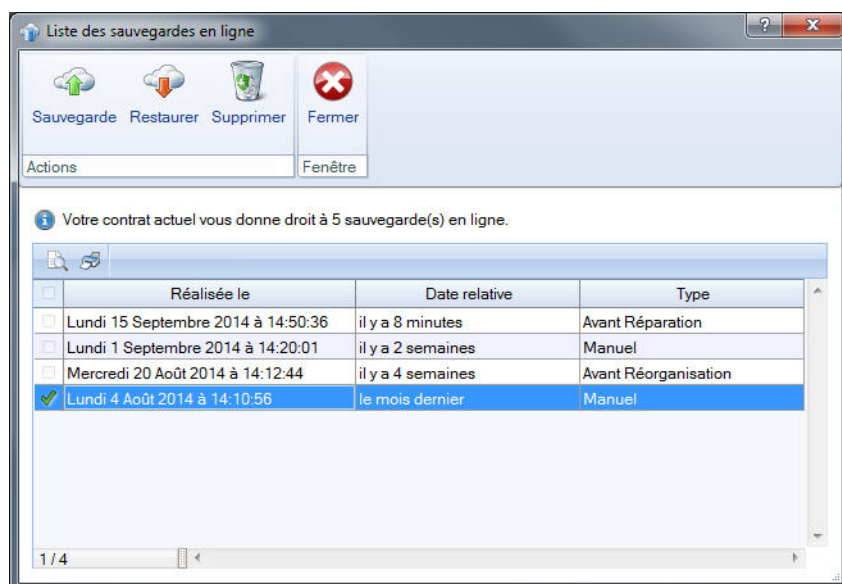 Liste des sauvegardes en ligne
?
Sauvegarde Restaurer Supprimer Fermer
Actions Fenêtre
Votre contrat actuel vous donne droit à 5 sauvegarde(s) en ligne.
Réalisée le Date relative Type
Lundi 15 Septembre 2014 à 14:50:36 il y a 8 minutes Avant Réparation
Lundi 1 Septembre 2014 à 14:20:01 il y a 2 semaines Manuel
Mercredi 20 Août 2014 à 14:12:44 il y a 4 semaines Avant Réorganisation
Lundi 4 Août 2014 à 14:10:56 le mois dernier Manuel
1 / 4